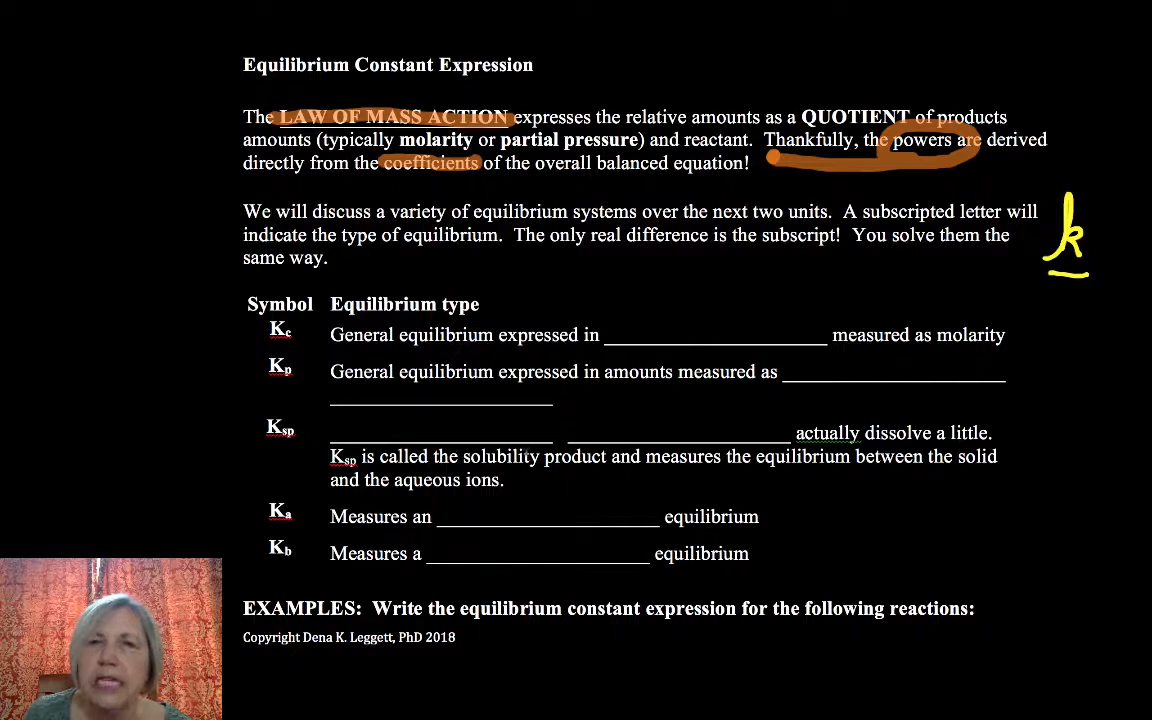 Equilibrium Constant Expression
The LAW OF MASS ACTION expresses the relative amounts as a QUOTIENT of products
amounts (typically molarity or partial pressure) and reactant. Thankfully, the powers are derived
directly from the coefficients of the overall balanced equation!
We will discuss a variety of equilibrium systems over the next two units. A subscripted letter will
indicate the type of equilibrium. The only real difference is the subscript! You solve them the
same way.
k
Symbol Equilibrium type
Kc General equilibrium expressed in ______________________ measured as molarity
Kp General equilibrium expressed in amounts measured as ______________________
______________________
Ksp ______________________ ______________________ actually dissolve a little.
Ksp is called the solubility product and measures the equilibrium between the solid
and the aqueous ions.
Ka Measures an ______________________ equilibrium
Kb Measures a ______________________ equilibrium
EXAMPLES: Write the equilibrium constant expression for the following reactions:
Copyright Dena K. Leggett, PhD 2018